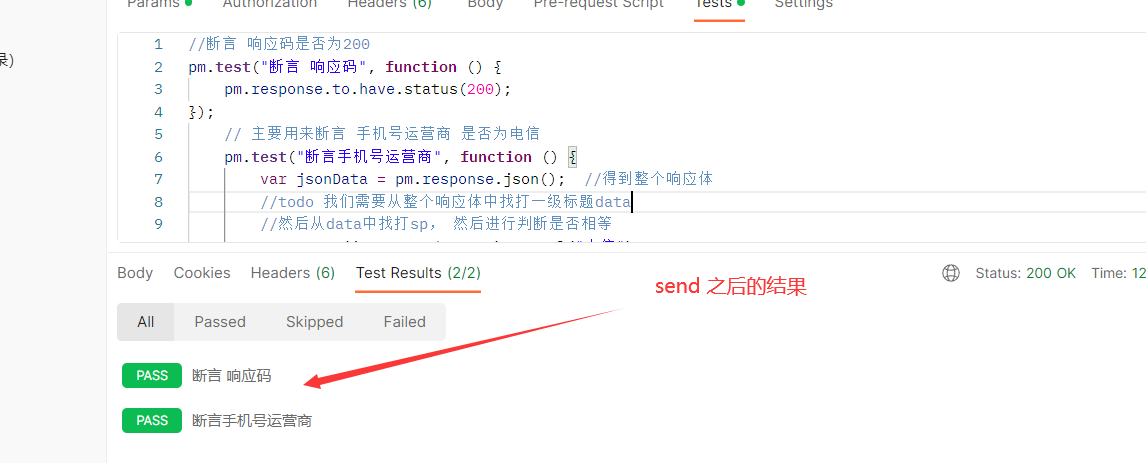 Params Authorization Headers (6) Body Pre-request Script Tests Settings
录)
1 //断言 响应码是否为200
2 pm.test("断言 响应码", function () {
3 pm.response.to.have.status(200);
4 });
5 // 主要用来断言 手机号运营商 是否为电信
6 pm.test("断言手机号运营商", function () {
7 var jsonData = pm.response.json(); //得到整个响应体
8 //todo 我们需要从整个响应体中找打一级标题data
9 //然后从data中找打sp， 然后进行判断是否相等
Body Cookies Headers (6) Test Results (2/2) Status: 200 OK Time: 12
send 之后的结果
All Passed Skipped Failed
PASS 断言 响应码
PASS 断言手机号运营商